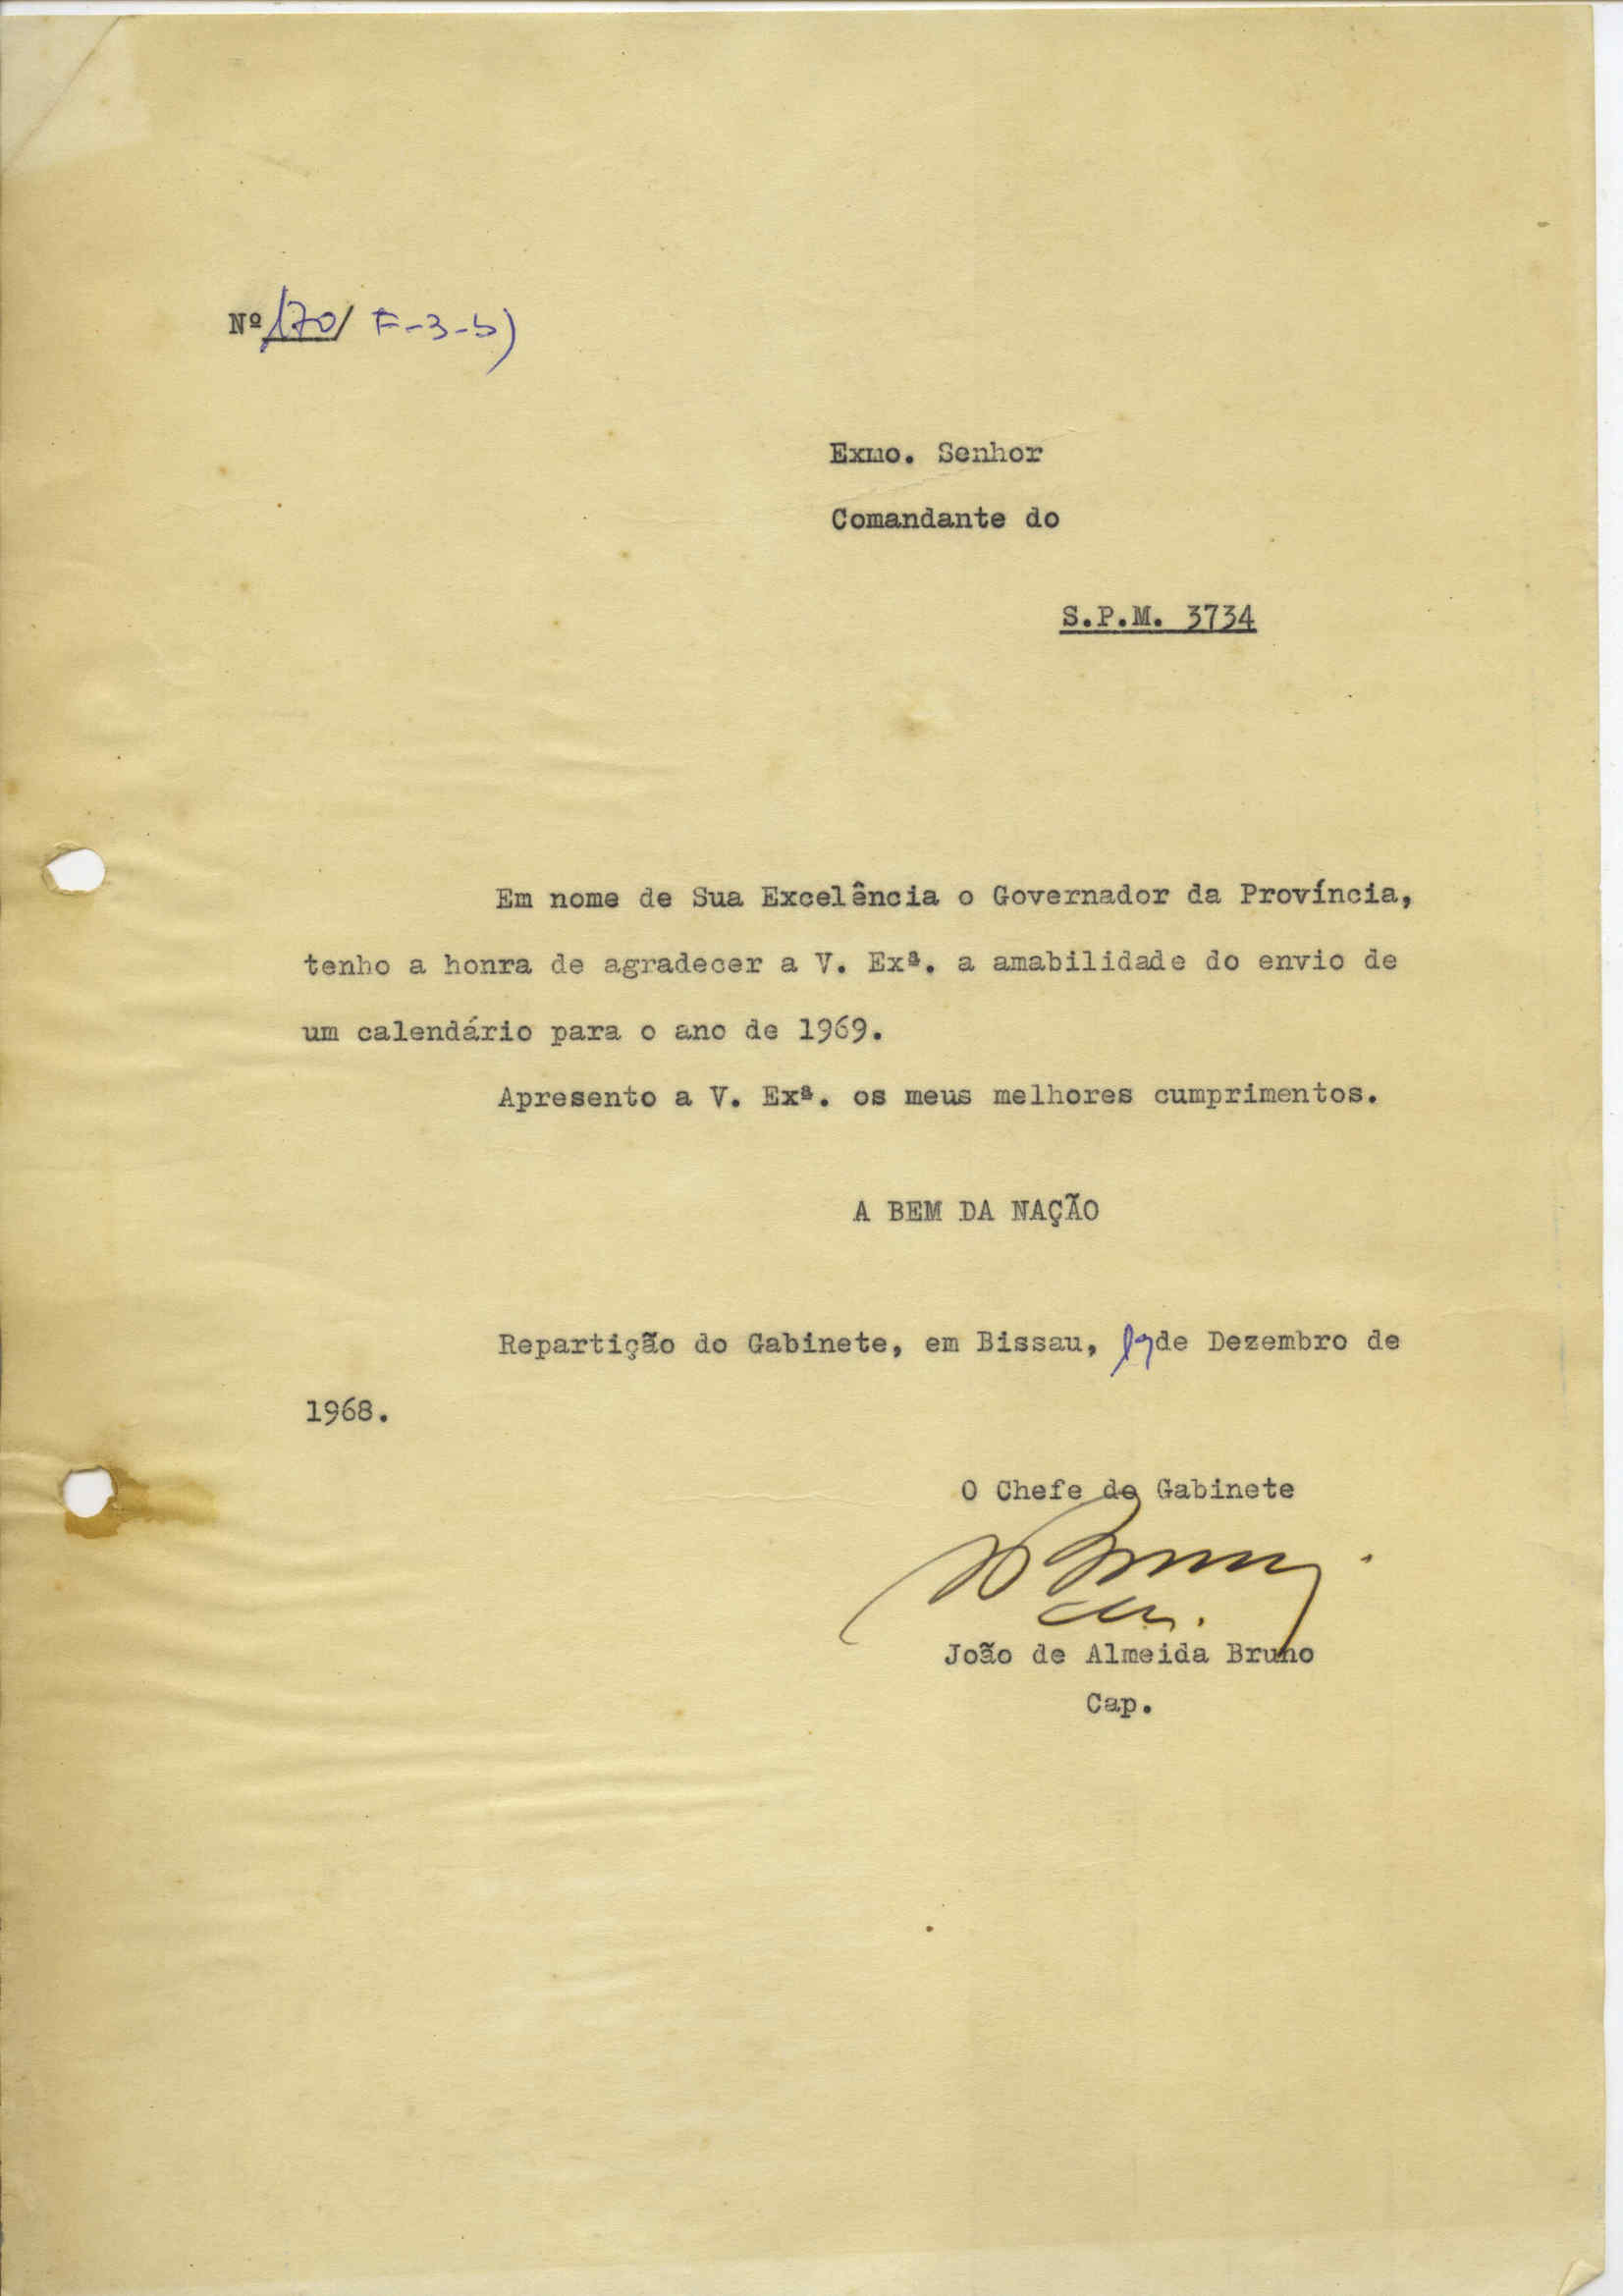 Nº 170/ F-3-b)
Exmo. Senhor
Comandante do
S.P.M. 3734
Em nome de Sua Excelência o Governador da Província,
tenho a honra de agradecer a V. Exª. a amabilidade do envio de
um calendário para o ano de 1969.
Apresento a V. Exª. os meus melhores cumprimentos.
A BEM DA NAÇÃO
Repartição do Gabinete, em Bissau, de Dezembro de
1968.
O Chefe de Gabinete
João de Almeida Bruno
Cap.